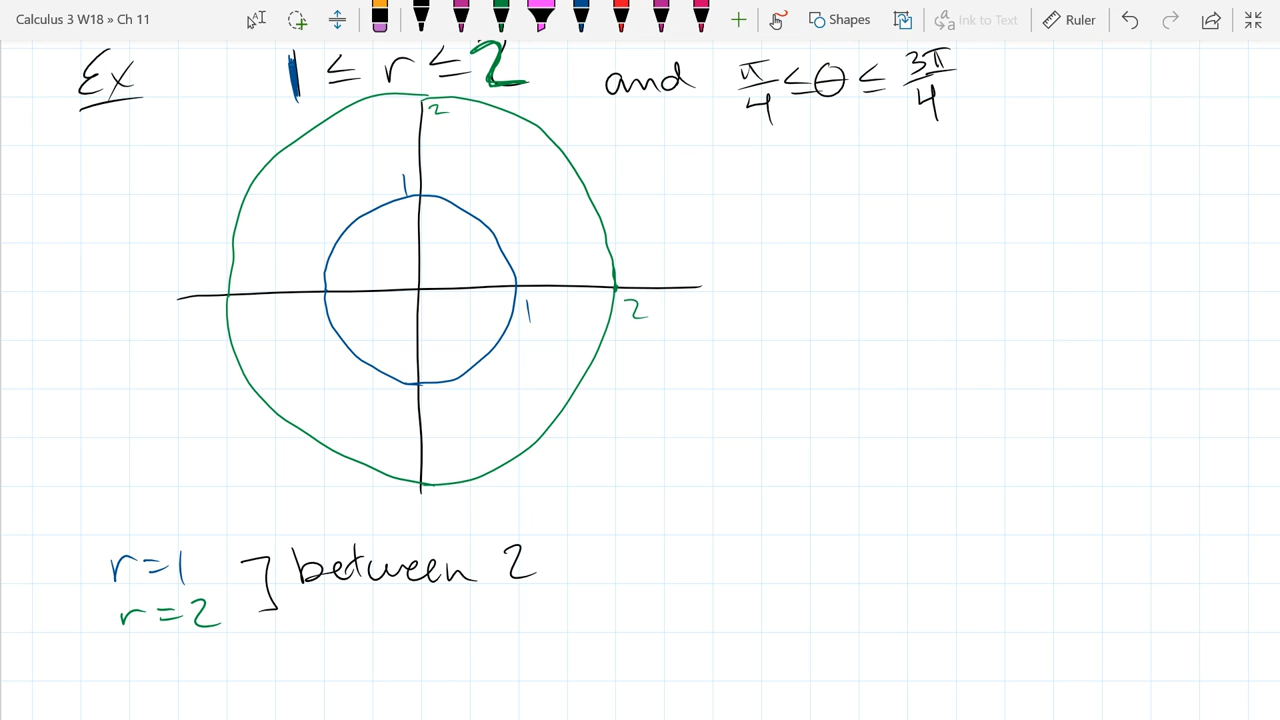 Calculus 3 W18 » Ch 11
Ink to Text
Shapes
Ruler
Ex 1 ≤ r ≤ 2 and π/4 ≤ θ ≤ 3π/4
2
1
1
2
r = 1
r = 2
] between 2